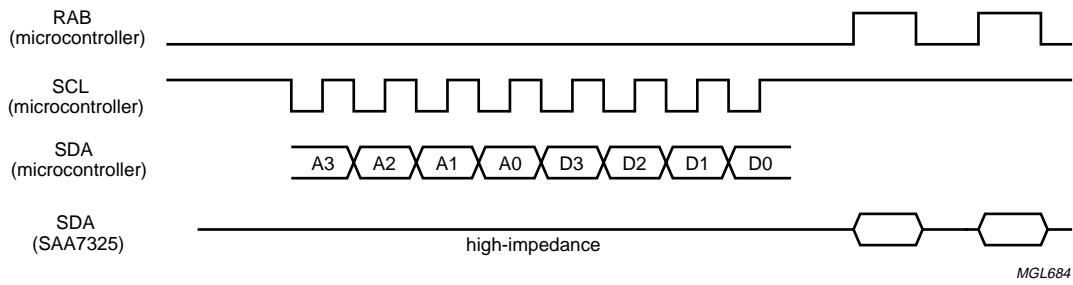 RAB
(microcontroller)
SCL
(microcontroller)
SDA
(microcontroller)
A3 A2 A1 A0 D3 D2 D1 D0
SDA
(SAA7325)
high-impedance
MGL684